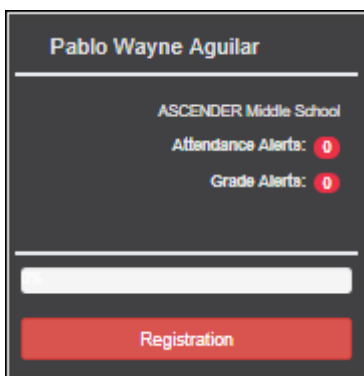 Pablo Wayne Aguilar
ASCENDER Middle School
Attendance Alerts: 0
Grade Alerts: 0
Registration